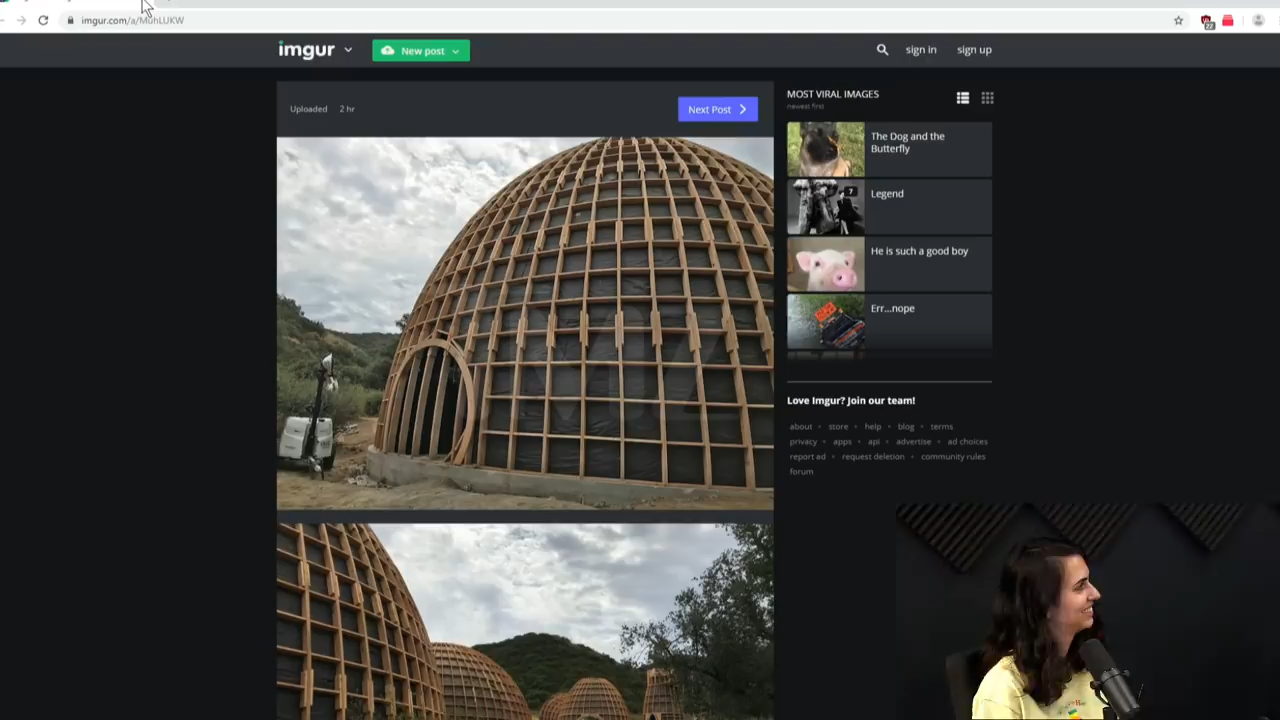 imgur.com/a/MuhLUKW
22
imgur
New post
sign in
sign up
Uploaded 2 hr
Next Post
MOST VIRAL IMAGES
newest first
The Dog and the
Butterfly
7
Legend
He is such a good boy
Err...nope
Love Imgur? Join our team!
about • store • help • blog • terms
privacy • apps • api • advertise • ad choices
report ad • request deletion • community rules
forum